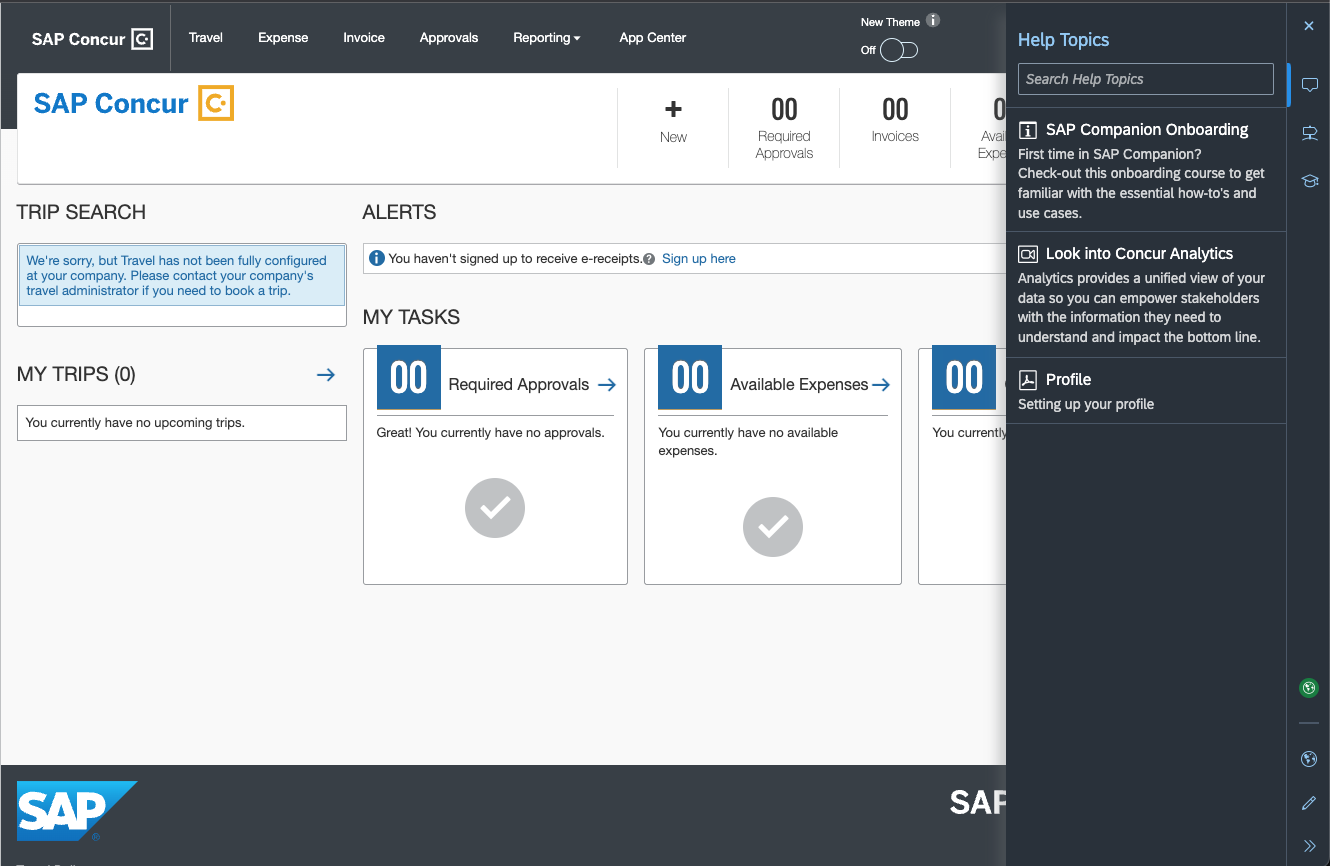 SAP Concur
Travel
Expense
Invoice
Approvals
Reporting
App Center
New Theme
Off
SAP Concur
+
New
00
Required
Approvals
00
Invoices
TRIP SEARCH
We're sorry, but Travel has not been fully configured
at your company. Please contact your company's
travel administrator if you need to book a trip.
MY TRIPS (0)
You currently have no upcoming trips.
ALERTS
You haven't signed up to receive e-receipts. Sign up here
MY TASKS
00
Required Approvals
Great! You currently have no approvals.
00
Available Expenses
You currently have no available
expenses.
00
You currently
SAP
SAP
Help Topics
Search Help Topics
SAP Companion Onboarding
First time in SAP Companion?
Check-out this onboarding course to get
familiar with the essential how-to's and
use cases.
Look into Concur Analytics
Analytics provides a unified view of your
data so you can empower stakeholders
with the information they need to
understand and impact the bottom line.
Profile
Setting up your profile